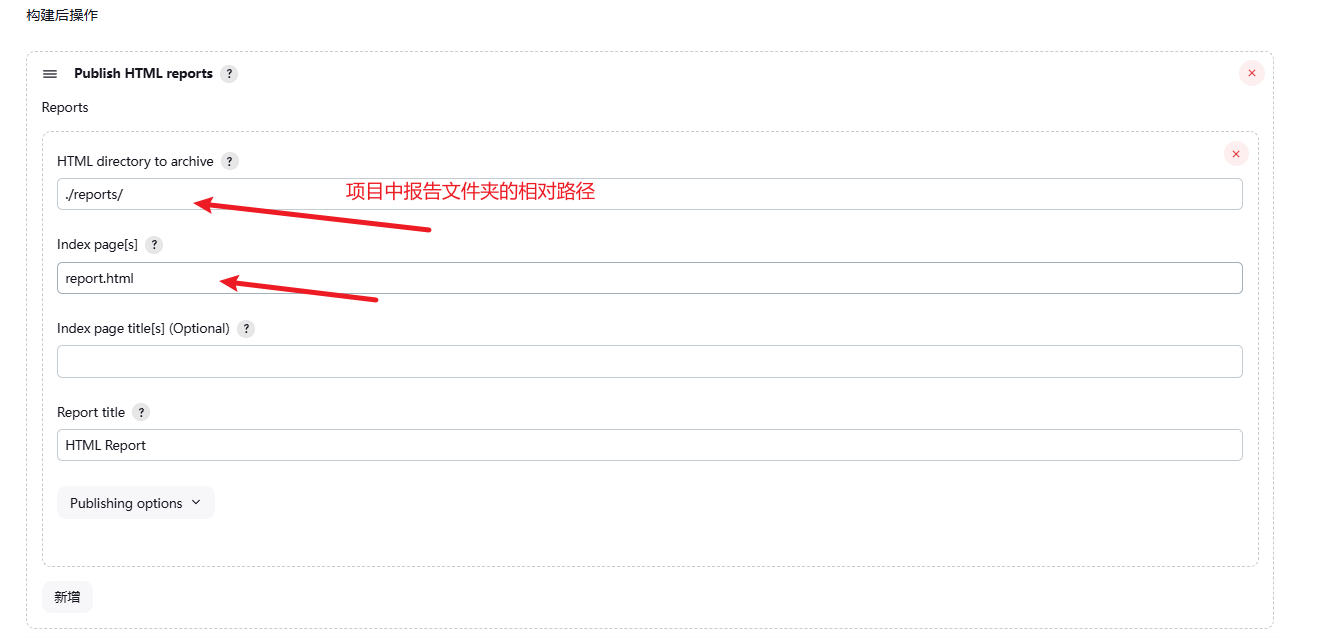 构建后操作
Publish HTML reports ?
Reports
HTML directory to archive ?
./reports/
项目中报告文件夹的相对路径
Index page[s] ?
report.html
Index page title[s] (Optional) ?
Report title ?
HTML Report
Publishing options
新增